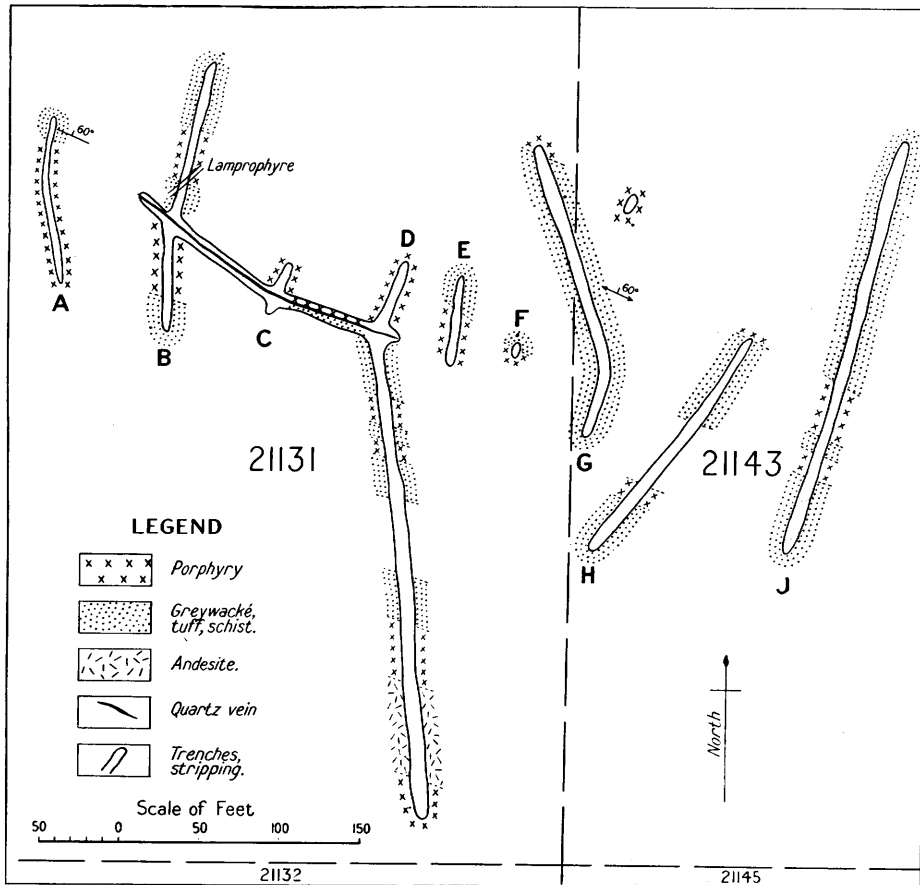 60°
Lamprophyre
A
B
C
D
E
F
60°
G
H
J
21131
21143
LEGEND
Porphyry
Greywacké,
tuff, schist.
Andesite.
Quartz vein
Trenches,
stripping.
North
Scale of Feet
50 0 50 100 150
21132
21145